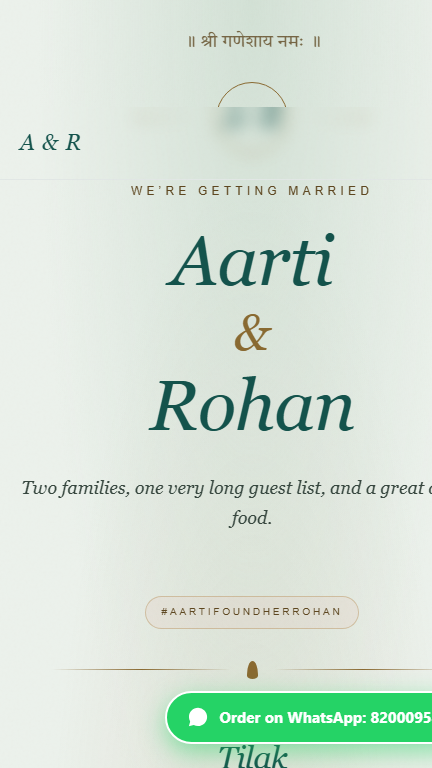 ॥ श्री गणेशाय नमः ॥
A & R
WE'RE GETTING MARRIED
Aarti
&
Rohan
Two families, one very long guest list, and a great
food.
#AARTIFOUNDHERROHAN
Order on WhatsApp: 8200095
Tilak